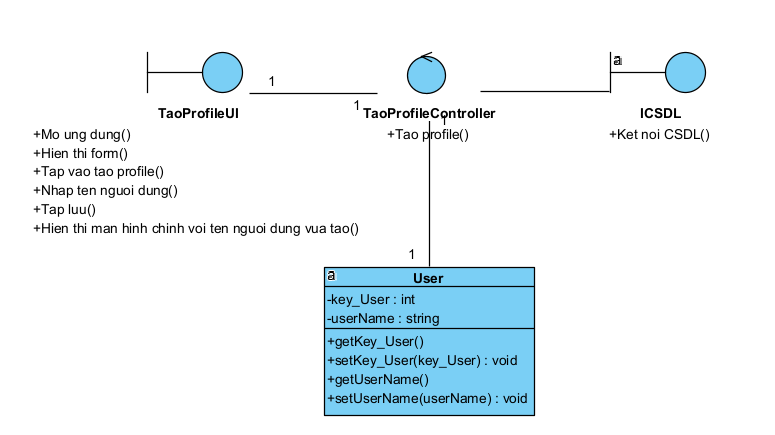 a
1
1
TaoProfileUI
TaoProfileController
ICSDL
+Mo ung dung()
+Hien thi form()
+Tap vao tao profile()
+Nhap ten nguoi dung()
+Tap luu()
+Hien thi man hinh chinh voi ten nguoi dung vua tao()
+Tao profile()
1
+Ket noi CSDL()
1
a
User
-key_User : int
-userName : string
+getKey_User()
+setKey_User(key_User) : void
+getUserName()
+setUserName(userName) : void